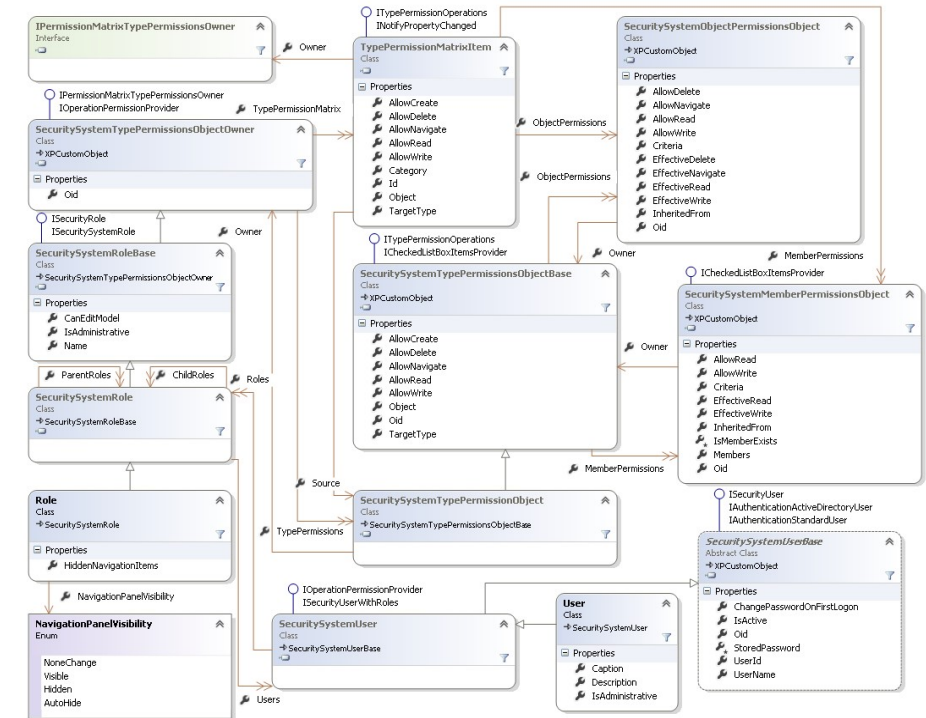 IPermissionMatrixTypePermissionsOwner
Interface
Owner
ITypePermissionOperations
INotifyPropertyChanged
TypePermissionMatrixItem
Class
Properties
AllowCreate
AllowDelete
AllowNavigate
AllowRead
AllowWrite
Category
Id
Object
TargetType
SecuritySystemObjectPermissionsObject
Class
XPCustomObject
Properties
AllowDelete
AllowNavigate
AllowRead
AllowWrite
Criteria
EffectiveDelete
EffectiveNavigate
EffectiveRead
EffectiveWrite
InheritedFrom
Oid
IPermissionMatrixTypePermissionsOwner
IOperationPermissionProvider
TypePermissionMatrix
ObjectPermissions
ObjectPermissions
SecuritySystemTypePermissionsObjectOwner
Class
XPCustomObject
Properties
Oid
ISecurityRole
ISecuritySystemRole
Owner
SecuritySystemRoleBase
Class
SecuritySystemTypePermissionsObjectOwner
Properties
CanEditModel
IsAdministrative
Name
ITypePermissionOperations
ICheckedListBoxItemsProvider
Owner
MemberPermissions
SecuritySystemTypePermissionsObjectBase
Class
XPCustomObject
Properties
AllowCreate
AllowDelete
AllowNavigate
AllowRead
AllowWrite
Object
Oid
TargetType
ICheckedListBoxItemsProvider
SecuritySystemMemberPermissionsObject
Class
XPCustomObject
Properties
AllowRead
AllowWrite
Criteria
EffectiveRead
EffectiveWrite
InheritedFrom
IsMemberExists
Members
Oid
Owner
MemberPermissions
ParentRoles
ChildRoles
Roles
SecuritySystemRole
Class
SecuritySystemRoleBase
Source
TypePermissions
Role
Class
SecuritySystemRole
Properties
HiddenNavigationItems
SecuritySystemTypePermissionObject
Class
SecuritySystemTypePermissionsObjectBase
ISecurityUser
IAuthenticationActiveDirectoryUser
IAuthenticationStandardUser
SecuritySystemUserBase
Abstract Class
XPCustomObject
Properties
ChangePasswordOnFirstLogon
IsActive
Oid
StoredPassword
UserId
UserName
NavigationPanelVisibility
IOperationPermissionProvider
ISecurityUserWithRoles
NavigationPanelVisibility
Enum
NoneChange
Visible
Hidden
AutoHide
SecuritySystemUser
Class
SecuritySystemUserBase
Users
User
Class
SecuritySystemUser
Properties
Caption
Description
IsAdministrative